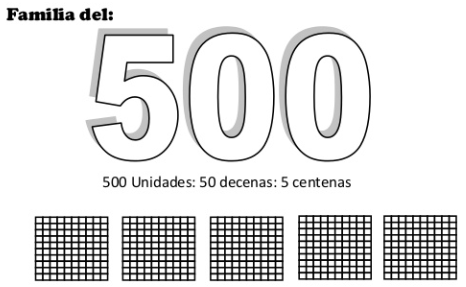 Familia del:
500
500 Unidades: 50 decenas: 5 centenas